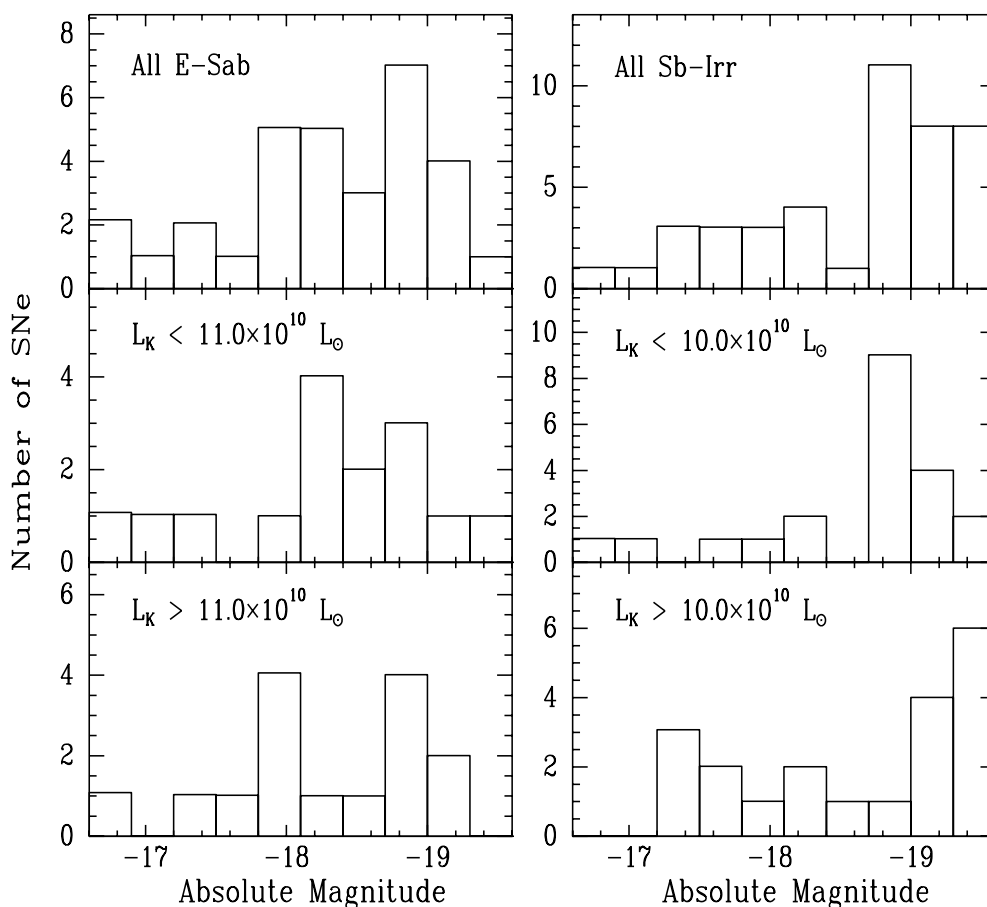 Number of SNe
8
6
4
2
0
All E-Sab
10
5
0
All Sb-Irr
4
2
0
L_K < 11.0×10^10 L_⊙
10
8
6
4
2
0
L_K < 10.0×10^10 L_⊙
6
4
2
0
L_K > 11.0×10^10 L_⊙
-17 -18 -19
Absolute Magnitude
6
4
2
0
L_K > 10.0×10^10 L_⊙
-17 -18 -19
Absolute Magnitude